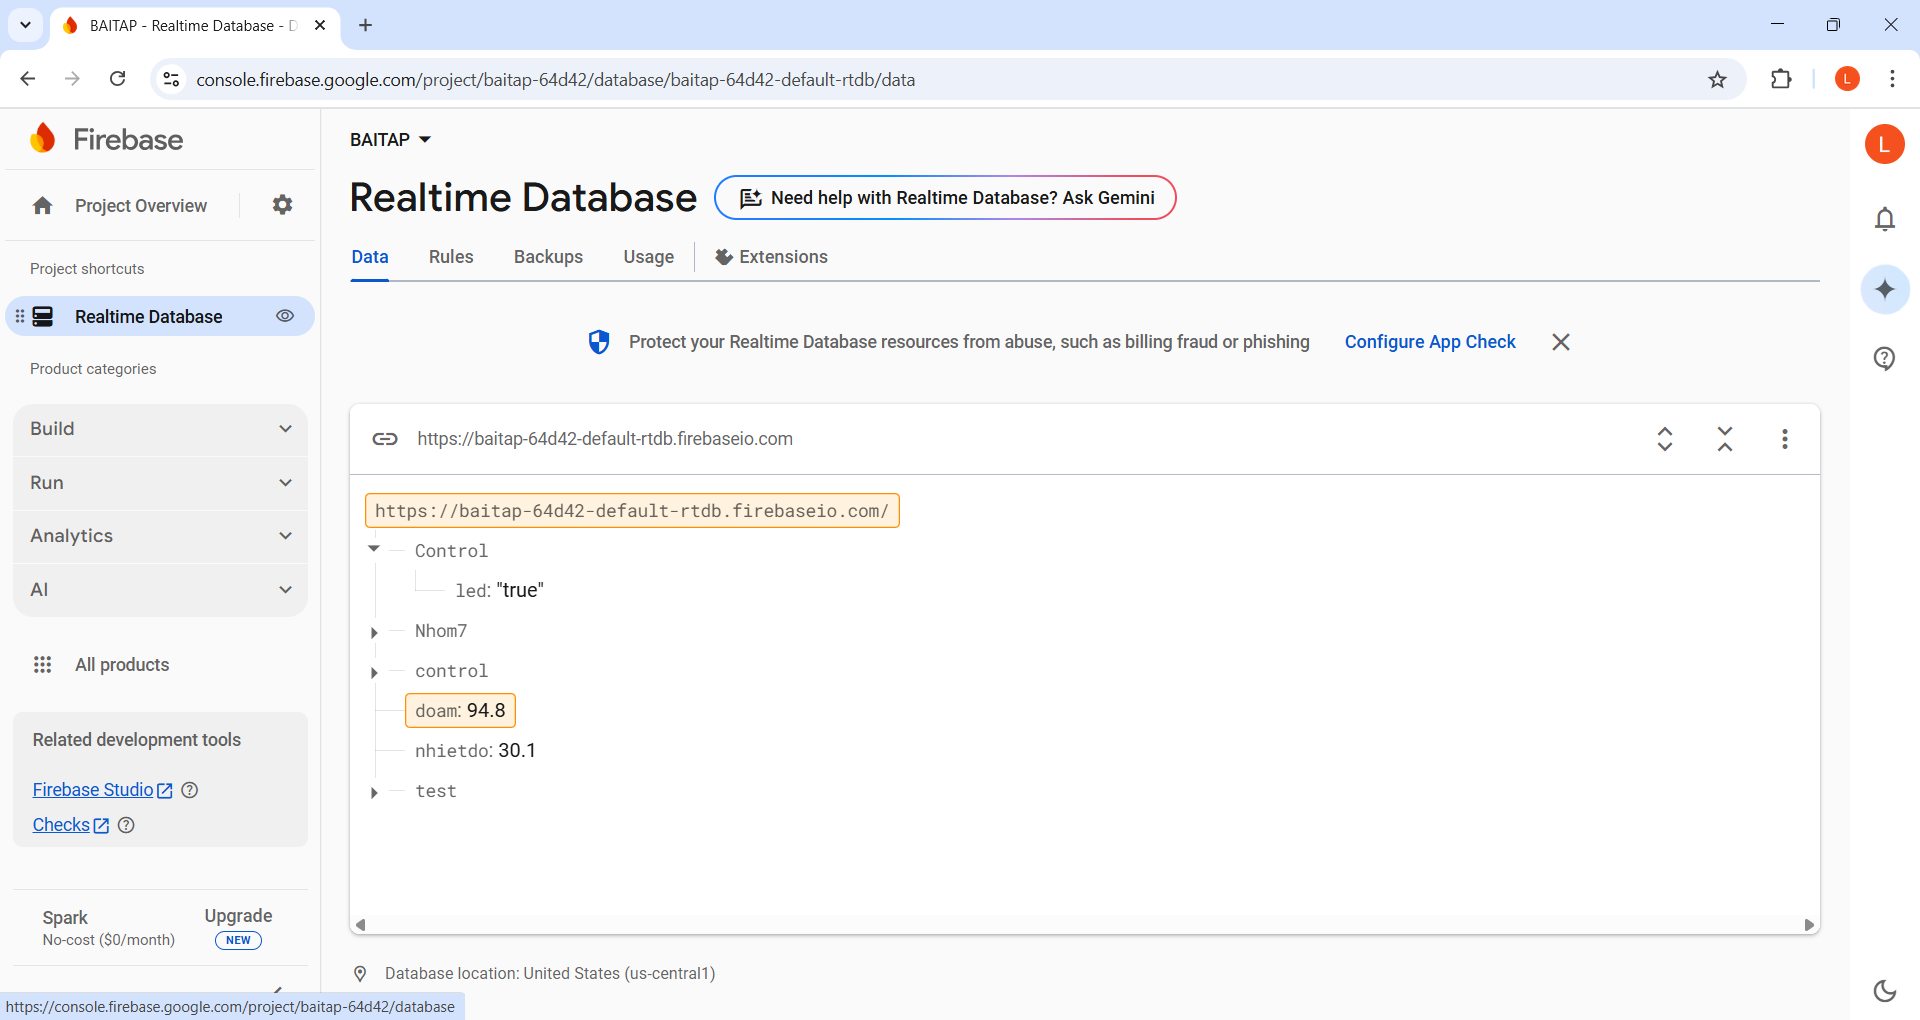 BAITAP - Realtime Database - D
console.firebase.google.com/project/baitap-64d42/database/baitap-64d42-default-rtdb/data
L
Firebase
BAITAP
L
Project Overview
Realtime Database
Need help with Realtime Database? Ask Gemini
Data
Rules
Backups
Usage
Extensions
Project shortcuts
Realtime Database
Protect your Realtime Database resources from abuse, such as billing fraud or phishing
Configure App Check
Product categories
Build
Run
Analytics
AI
https://baitap-64d42-default-rtdb.firebaseio.com
https://baitap-64d42-default-rtdb.firebaseio.com/
Control
led: "true"
Nhom7
control
doam: 94.8
nhietdo: 30.1
test
All products
Related development tools
Firebase Studio
Checks
Spark
No-cost ($0/month)
Upgrade
NEW
Database location: United States (us-central1)
https://console.firebase.google.com/project/baitap-64d42/database